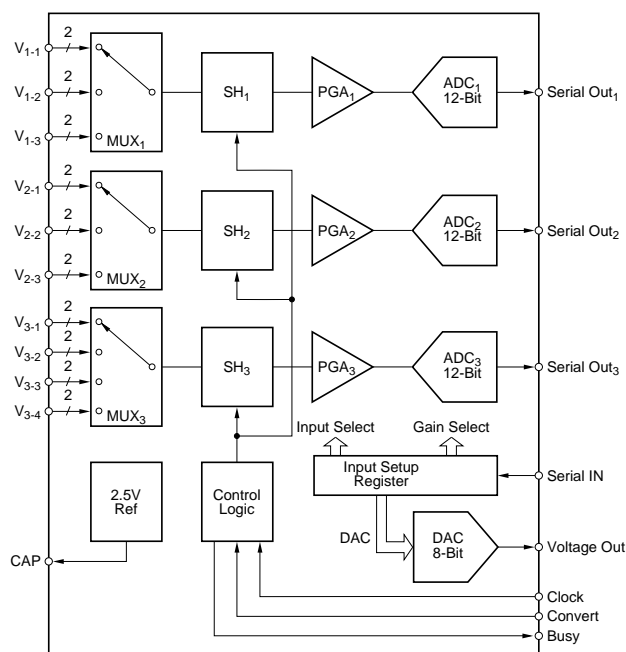 2
V1-1
2
V1-2
2
V1-3
MUX1
SH1
PGA1
ADC1
12-Bit
Serial Out1
2
V2-1
2
V2-2
2
V2-3
MUX2
SH2
PGA2
ADC2
12-Bit
Serial Out2
2
V3-1
2
V3-2
2
V3-3
2
V3-4
MUX3
SH3
PGA3
ADC3
12-Bit
Serial Out3
Input Select
Gain Select
2.5V
Ref
Control
Logic
Input Setup
Register
Serial IN
CAP
DAC
DAC
8-Bit
Voltage Out
Clock
Convert
Busy